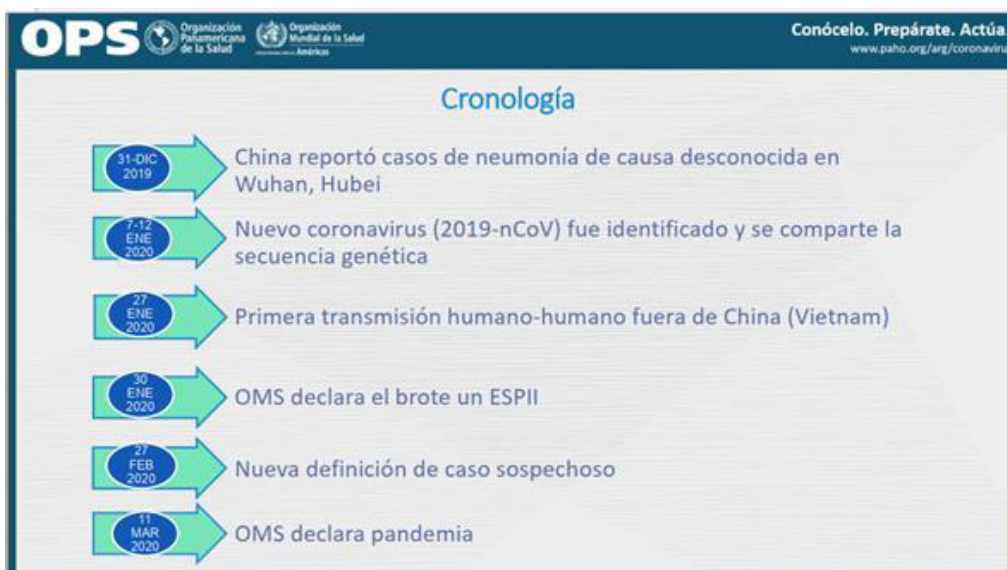 OPS
Organización
Panamericana
de la Salud
Organización
Mundial de la Salud
Américas
Conócelo. Prepárate. Actúa.
www.paho.org/arg/coronaviru
Cronología
31-DIC
2019
China reportó casos de neumonía de causa desconocida en
Wuhan, Hubei
7-12
ENE
2020
Nuevo coronavirus (2019-nCoV) fue identificado y se comparte la
secuencia genética
27
ENE
2020
Primera transmisión humano-humano fuera de China (Vietnam)
30
ENE
2020
OMS declara el brote un ESPII
27
FEB
2020
Nueva definición de caso sospechoso
11
MAR
2020
OMS declara pandemia